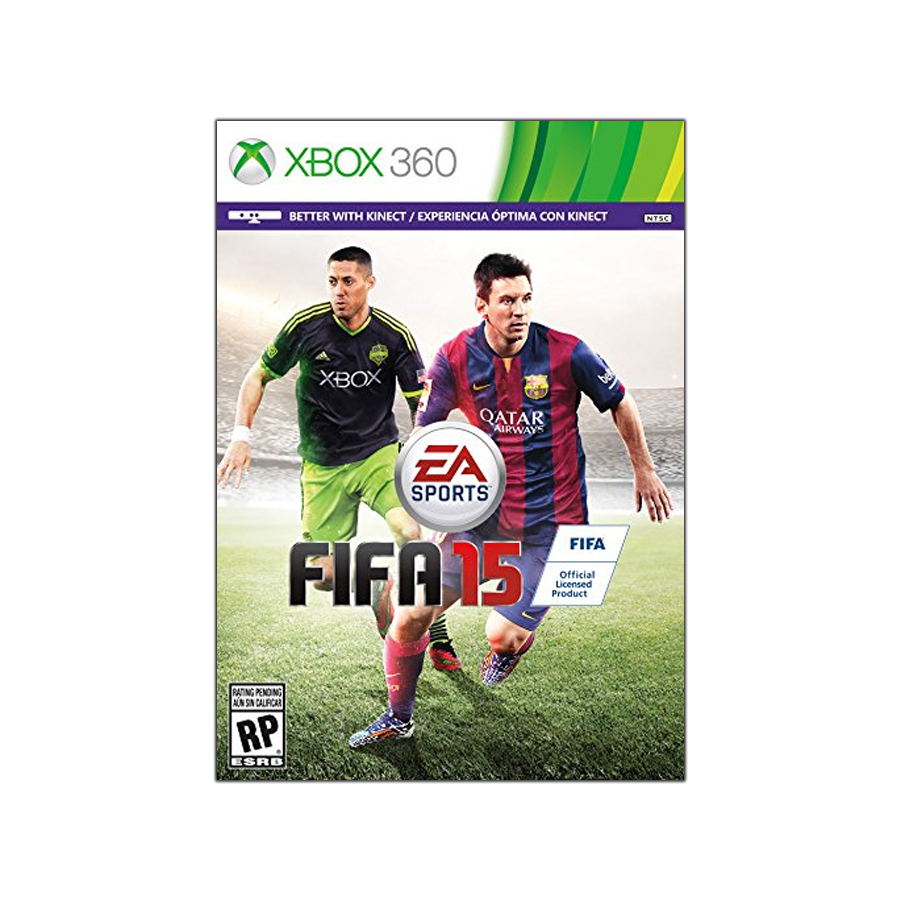 XBOX 360
BETTER WITH KINECT / EXPERIENCIA ÓPTIMA CON KINECT
NTSC
XBOX
QATAR
AIRWAYS
EA
SPORTS
FIFA 15
FIFA
Official
Licensed
Product
RATING PENDING
AÚN SIN CALIFICAR
RP
ESRB